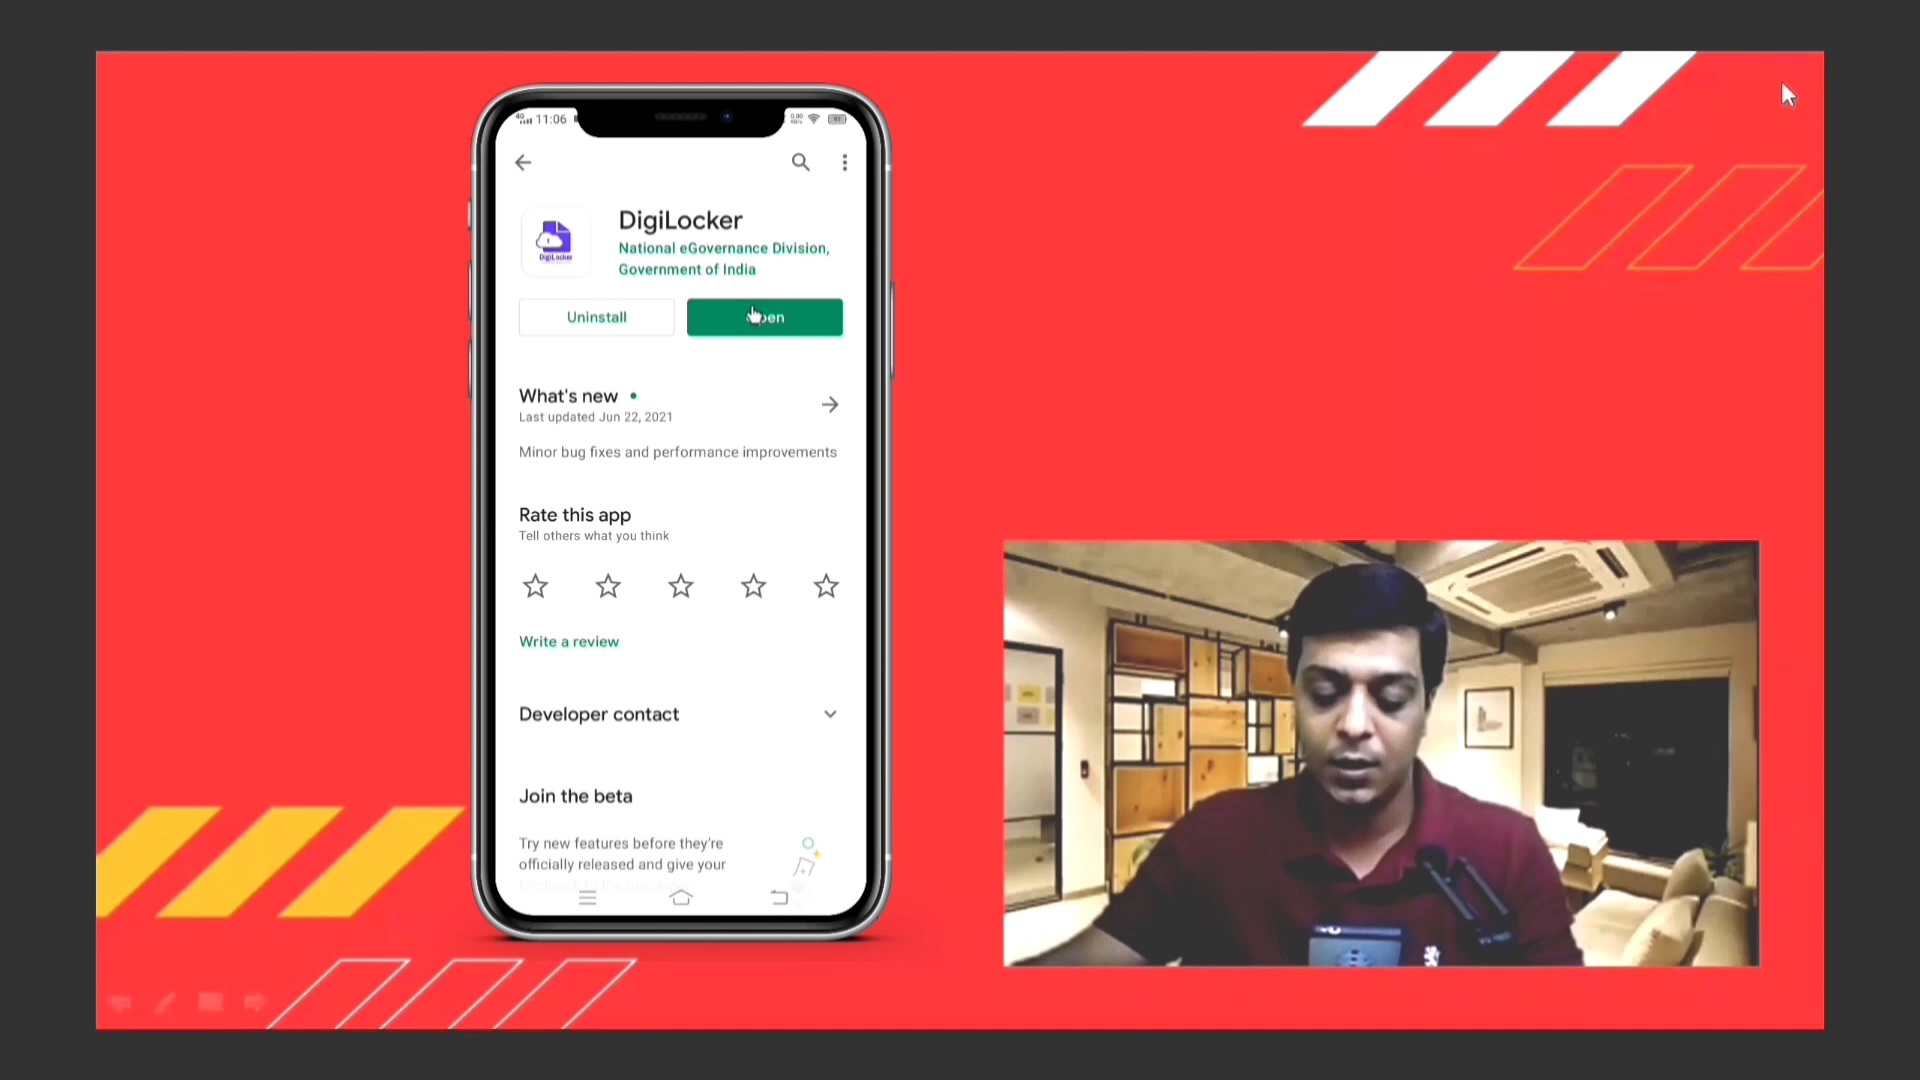 4G 11:06
DigiLocker
DigiLocker
National eGovernance Division,
Government of India
Uninstall
What's new
Last updated Jun 22, 2021
Minor bug fixes and performance improvements
Rate this app
Tell others what you think
Write a review
Developer contact
Join the beta
Try new features before they're
officially released and give your